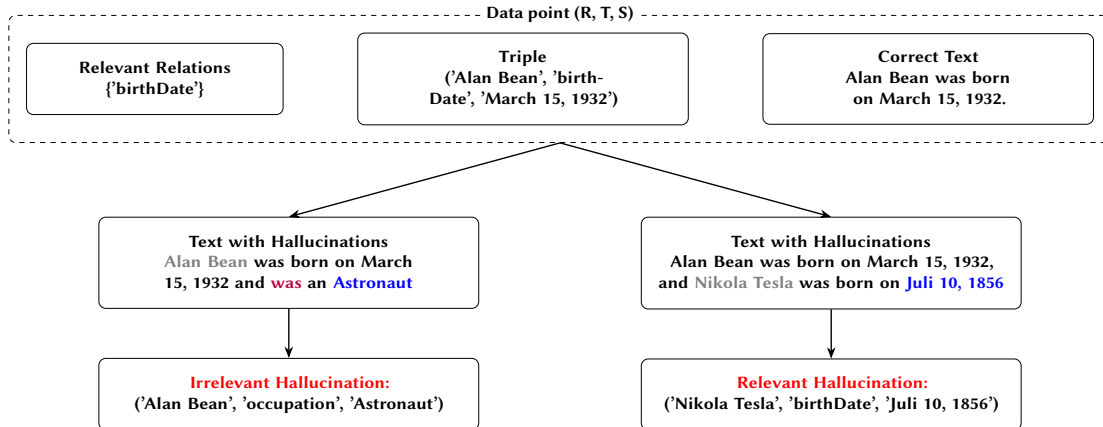 Data point (R, T, S)
Relevant Relations
{’birthDate’}
Triple
(’Alan Bean’, ’birth-
Date’, ’March 15, 1932’)
Correct Text
Alan Bean was born
on March 15, 1932.
Text with Hallucinations
Alan Bean was born on March
15, 1932 and was an Astronaut
Text with Hallucinations
Alan Bean was born on March 15, 1932,
and Nikola Tesla was born on Juli 10, 1856
Irrelevant Hallucination:
(’Alan Bean’, ’occupation’, ’Astronaut’)
Relevant Hallucination:
(’Nikola Tesla’, ’birthDate’, ’Juli 10, 1856’)